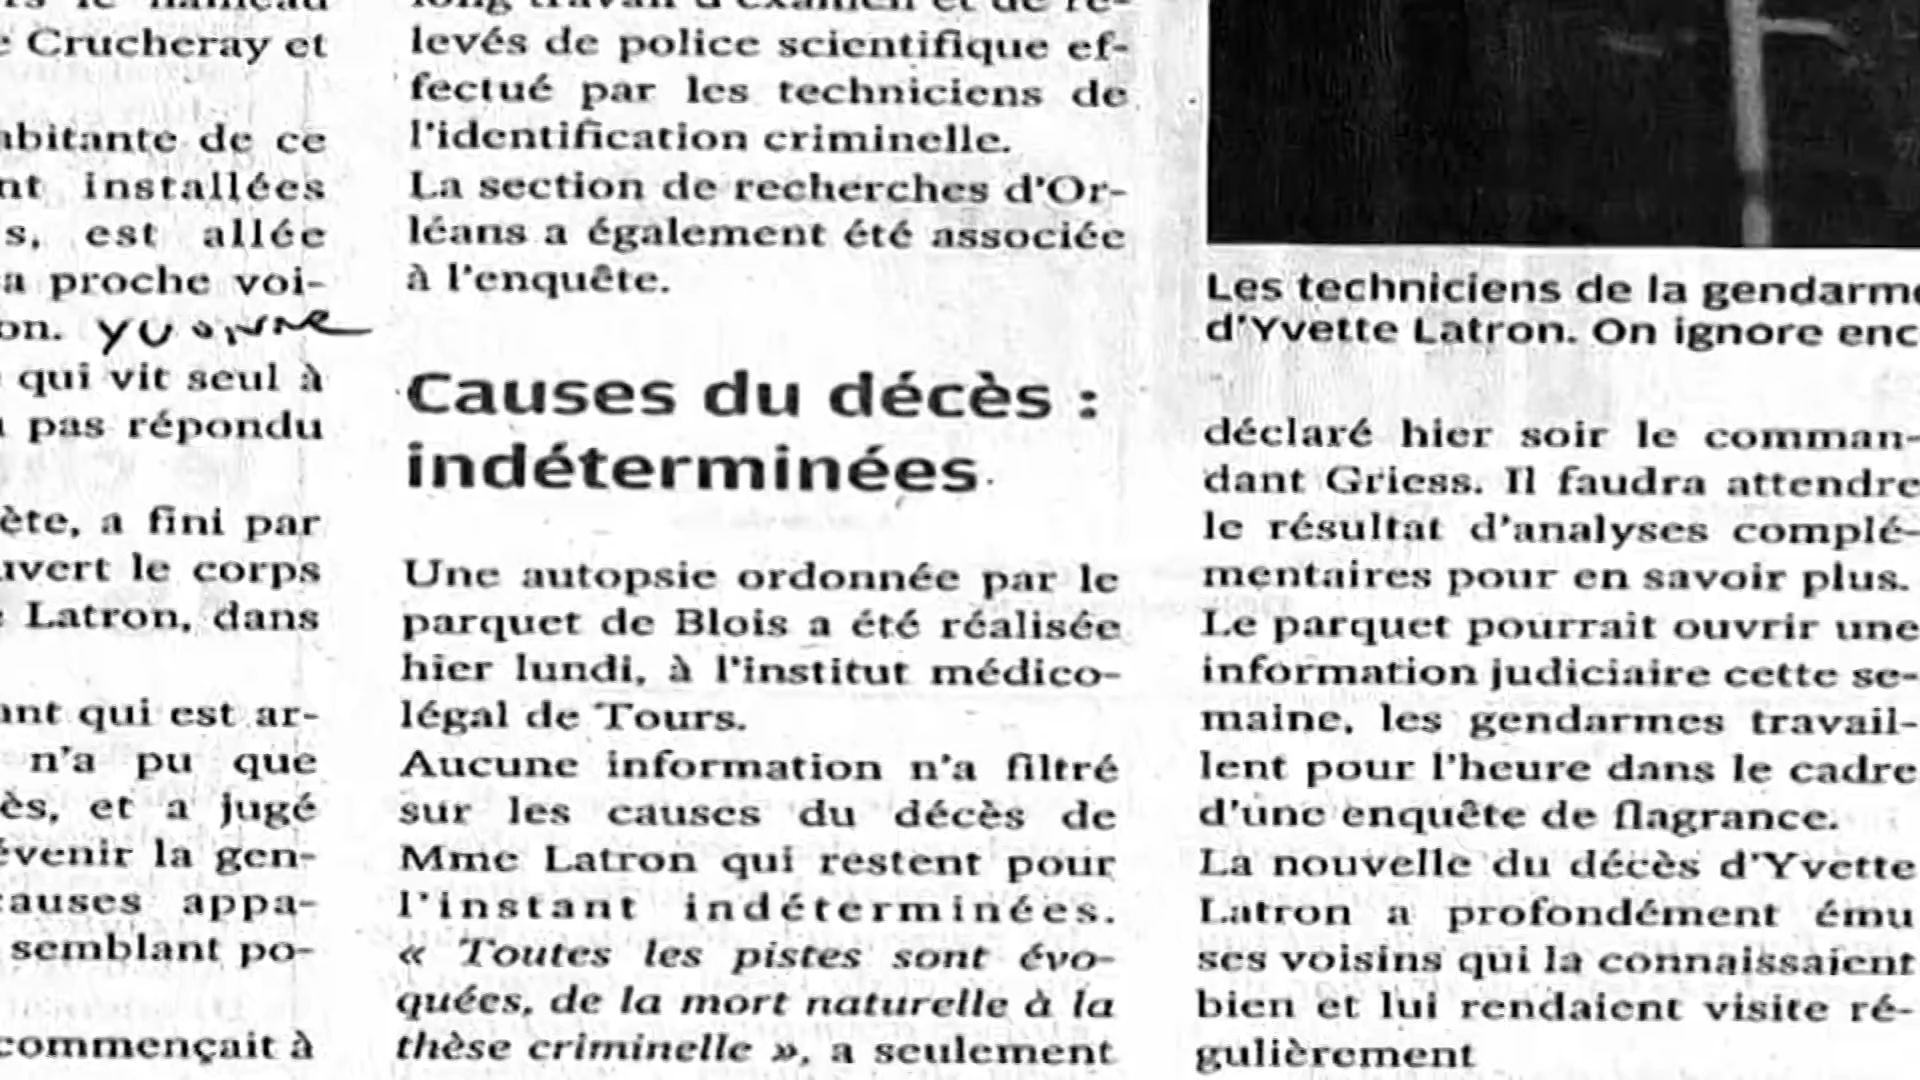 Crucheray et
abitante de ce
nt installées
s, est allée
a proche voi-
on. yvonne
qui vit seul à
pas répondu
ète, a fini par
uvert le corps
Latron, dans
ant qui est ar-
n'a pu que
ès, et a jugé
évenir la gen-
causes appa-
semblant po-
commençait à
long travail d'examen et de re-
levés de police scientifique ef-
fectué par les techniciens de
l'identification criminelle.
La section de recherches d'Or-
léans a également été associée
à l'enquête.
Causes du décès :
indéterminées
Une autopsie ordonnée par le
parquet de Blois a été réalisée
hier lundi, à l'institut médico-
légal de Tours.
Aucune information n'a filtré
sur les causes du décès de
Mme Latron qui restent pour
l'instant indéterminées.
« Toutes les pistes sont évo-
quées, de la mort naturelle à la
thèse criminelle », a seulement
Les techniciens de la gendarme
d'Yvette Latron. On ignore enc
déclaré hier soir le comman-
dant Griess. Il faudra attendre
le résultat d'analyses complé-
mentaires pour en savoir plus.
Le parquet pourrait ouvrir une
information judiciaire cette se-
maine, les gendarmes travail-
lent pour l'heure dans le cadre
d'une enquête de flagrance.
La nouvelle du décès d'Yvette
Latron a profondément ému
ses voisins qui la connaissaient
bien et lui rendaient visite ré-
gulièrement